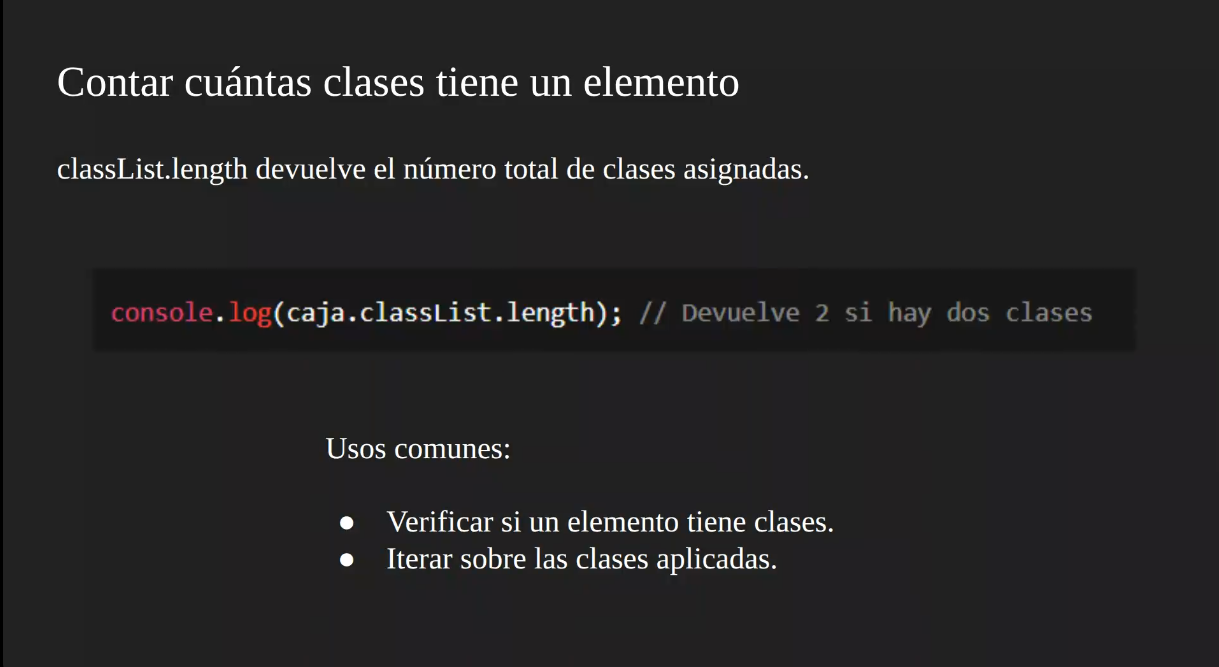 Contar cuántas clases tiene un elemento
classList.length devuelve el número total de clases asignadas.
console.log(caja.classList.length); // Devuelve 2 si hay dos clases
Usos comunes:
● Verificar si un elemento tiene clases.
● Iterar sobre las clases aplicadas.